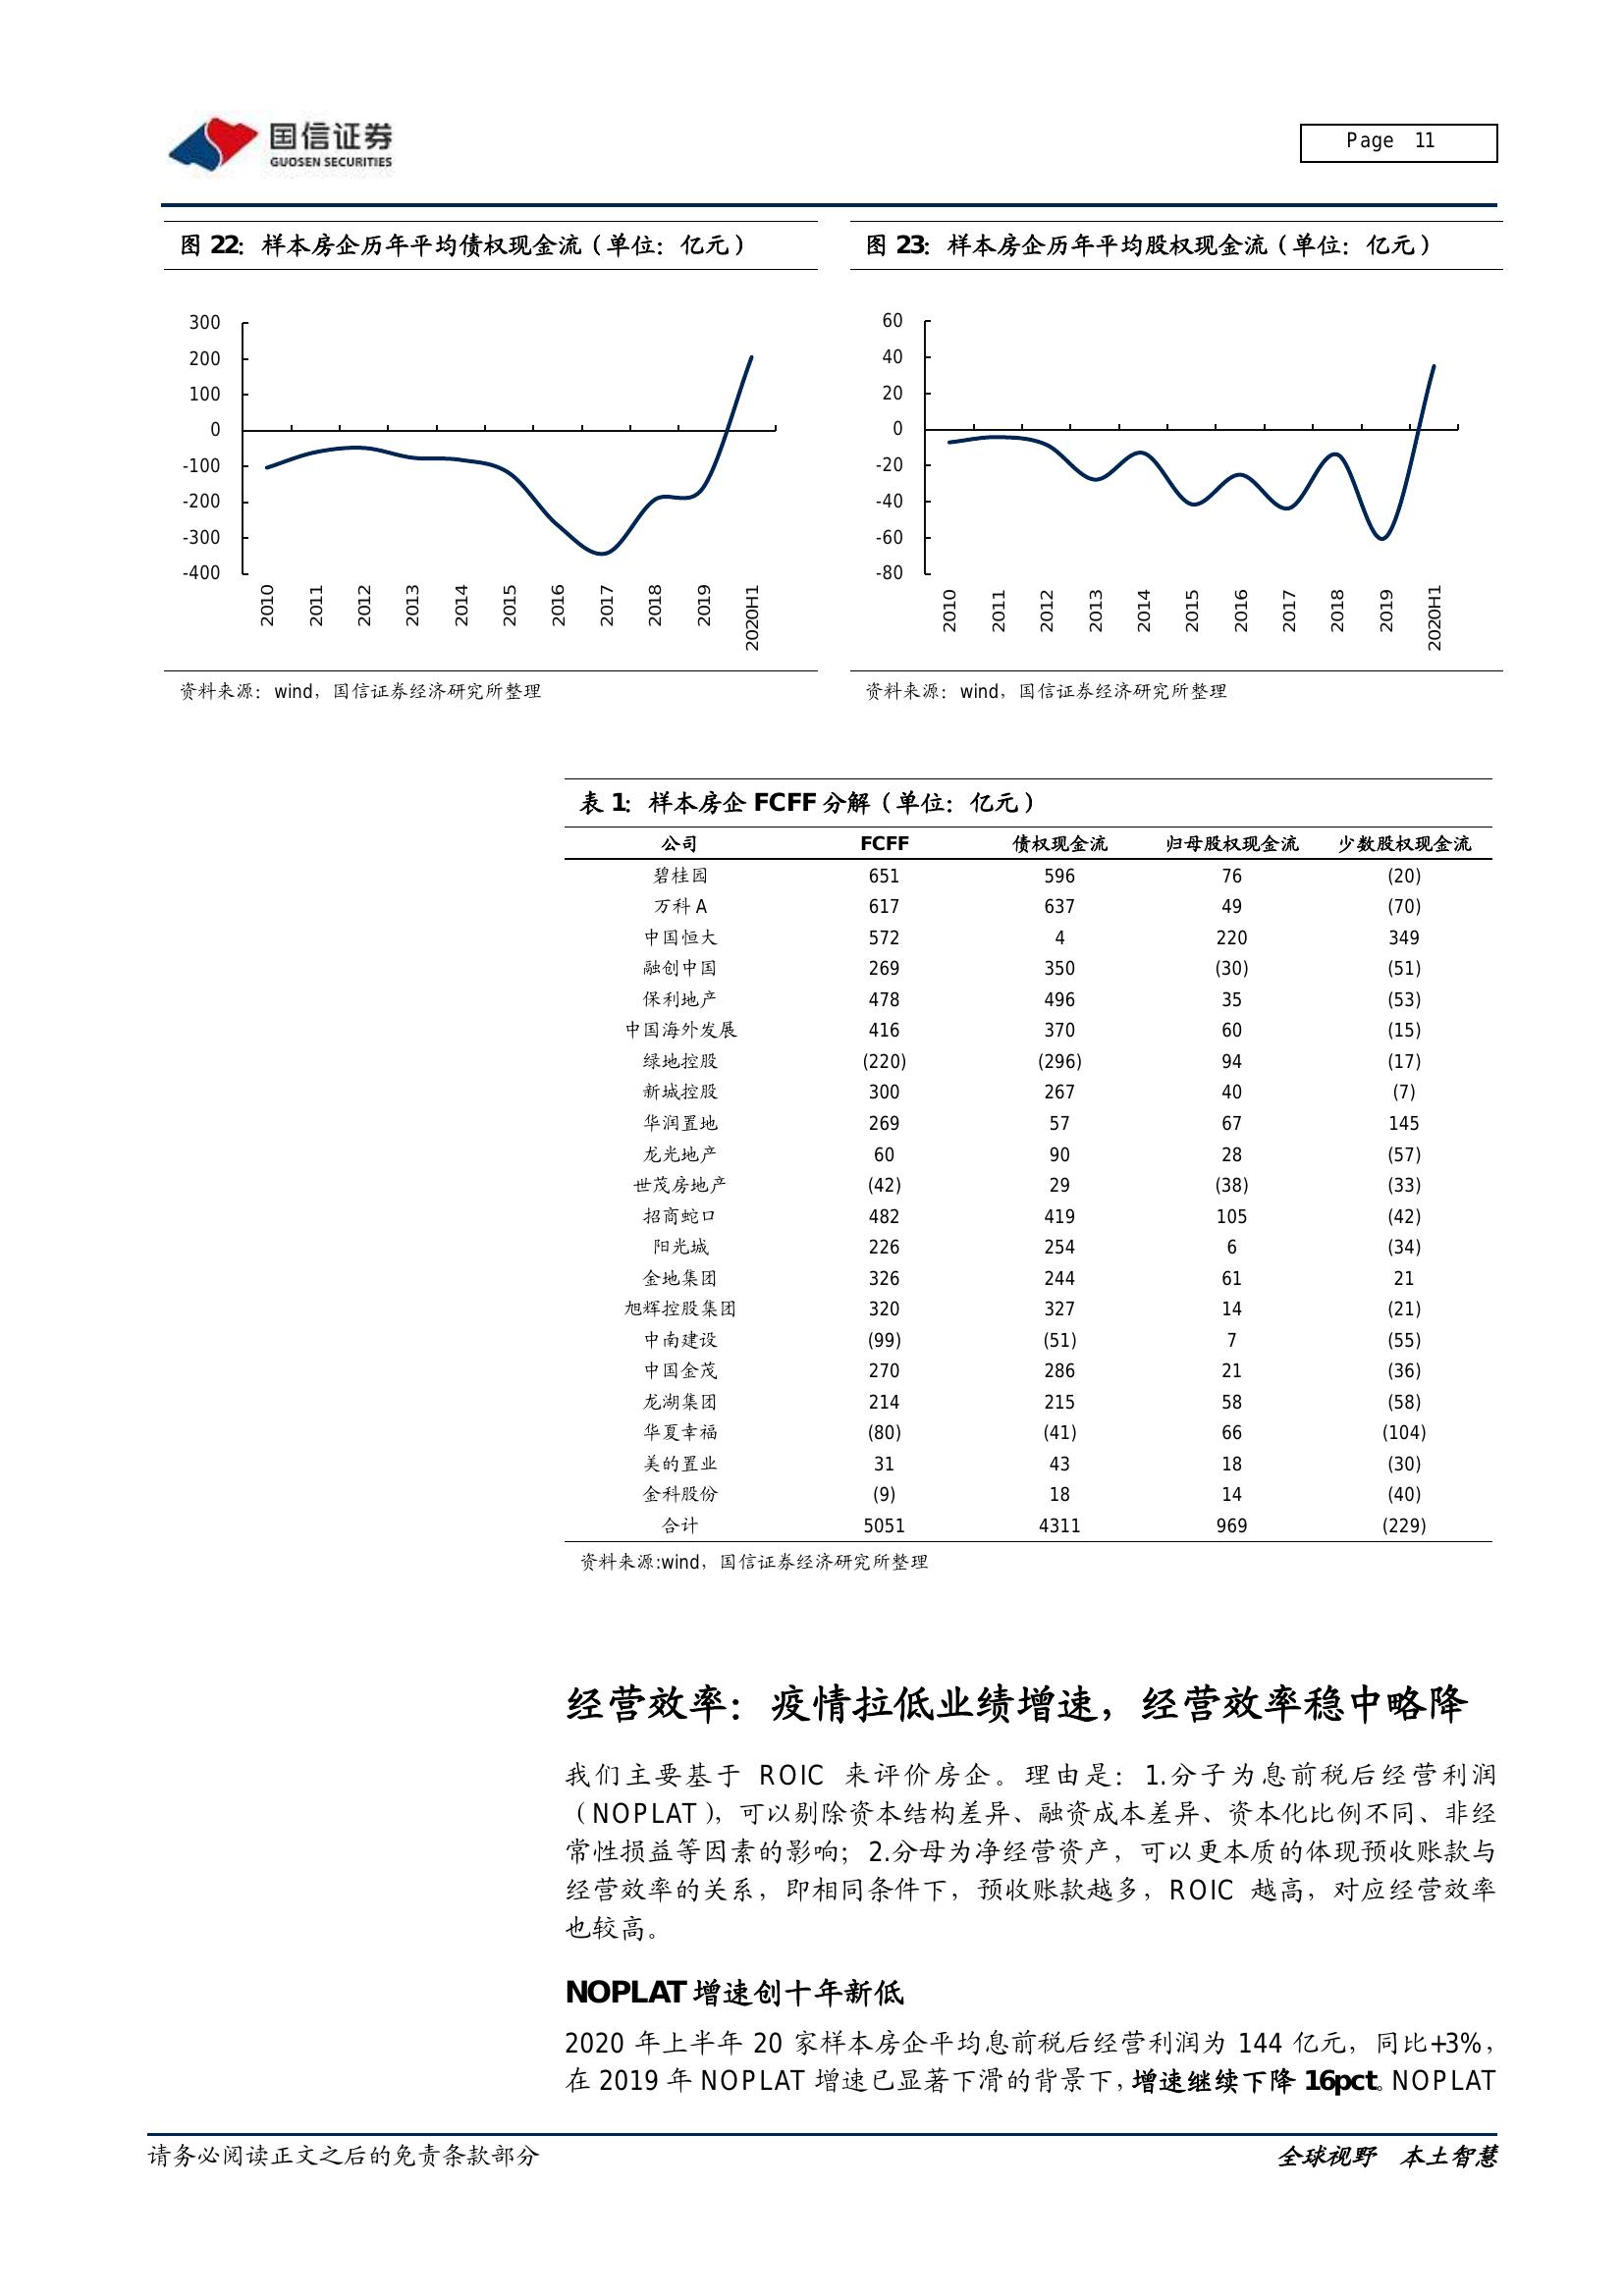 国信证券
GUOSEN SECURITIES
Page 11
图 22：样本房企历年平均债权现金流（单位：亿元）
300
200
100
0
-100
-200
-300
-400
2010 2011 2012 2013 2014 2015 2016 2017 2018 2019 2020H1
资料来源：wind，国信证券经济研究所整理
图 23：样本房企历年平均股权现金流（单位：亿元）
60
40
20
0
-20
-40
-60
-80
2010 2011 2012 2013 2014 2015 2016 2017 2018 2019 2020H1
资料来源：wind，国信证券经济研究所整理
表 1：样本房企 FCFF 分解（单位：亿元）
公司 FCFF 债权现金流 归母股权现金流 少数股权现金流
碧桂园 651 596 76 (20)
万科 A 617 637 49 (70)
中国恒大 572 4 220 349
融创中国 269 350 (30) (51)
保利地产 478 496 35 (53)
中国海外发展 416 370 60 (15)
绿地控股 (220) (296) 94 (17)
新城控股 300 267 40 (7)
华润置地 269 57 67 145
龙光地产 60 90 28 (57)
世茂房地产 (42) 29 (38) (33)
招商蛇口 482 419 105 (42)
阳光城 226 254 6 (34)
金地集团 326 244 61 21
旭辉控股集团 320 327 14 (21)
中南建设 (99) (51) 7 (55)
中国金茂 270 286 21 (36)
龙湖集团 214 215 58 (58)
华夏幸福 (80) (41) 66 (104)
美的置业 31 43 18 (30)
金科股份 (9) 18 14 (40)
合计 5051 4311 969 (229)
资料来源:wind，国信证券经济研究所整理
经营效率：疫情拉低业绩增速，经营效率稳中略降
我们主要基于 ROIC 来评价房企。理由是：1.分子为息前税后经营利润
（NOPLAT），可以剔除资本结构差异、融资成本差异、资本化比例不同、非经
常性损益等因素的影响；2.分母为净经营资产，可以更本质的体现预收账款与
经营效率的关系，即相同条件下，预收账款越多，ROIC 越高，对应经营效率
也较高。
NOPLAT 增速创十年新低
2020 年上半年 20 家样本房企平均息前税后经营利润为 144 亿元，同比+3%，
在 2019 年 NOPLAT 增速已显著下滑的背景下，增速继续下降 16pct。NOPLAT
请务必阅读正文之后的免责条款部分
全球视野 本土智慧